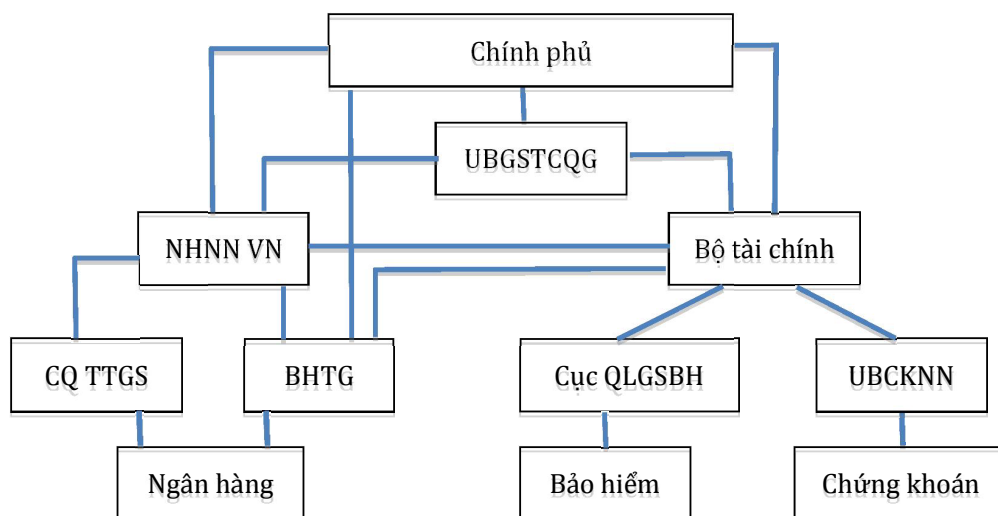 Chính phủ
UBGSTCQG
NHNN VN
Bộ tài chính
CQ TTGS
BHTG
Cục QLGSBH
UBCKNN
Ngân hàng
Bảo hiểm
Chứng khoán